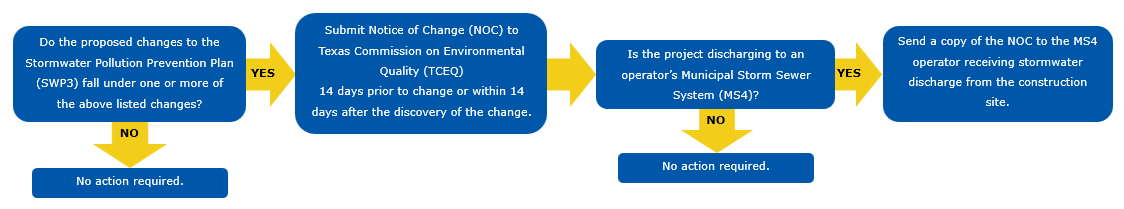 Do the proposed changes to the
Stormwater Pollution Prevention Plan
(SWP3) fall under one or more of
the above listed changes?
YES
NO
No action required.
Submit Notice of Change (NOC) to
Texas Commission on Environmental
Quality (TCEQ)
14 days prior to change or within 14
days after the discovery of the change.
Is the project discharging to an
operator's Municipal Storm Sewer
System (MS4)?
YES
NO
No action required.
Send a copy of the NOC to the MS4
operator receiving stormwater
discharge from the construction
site.